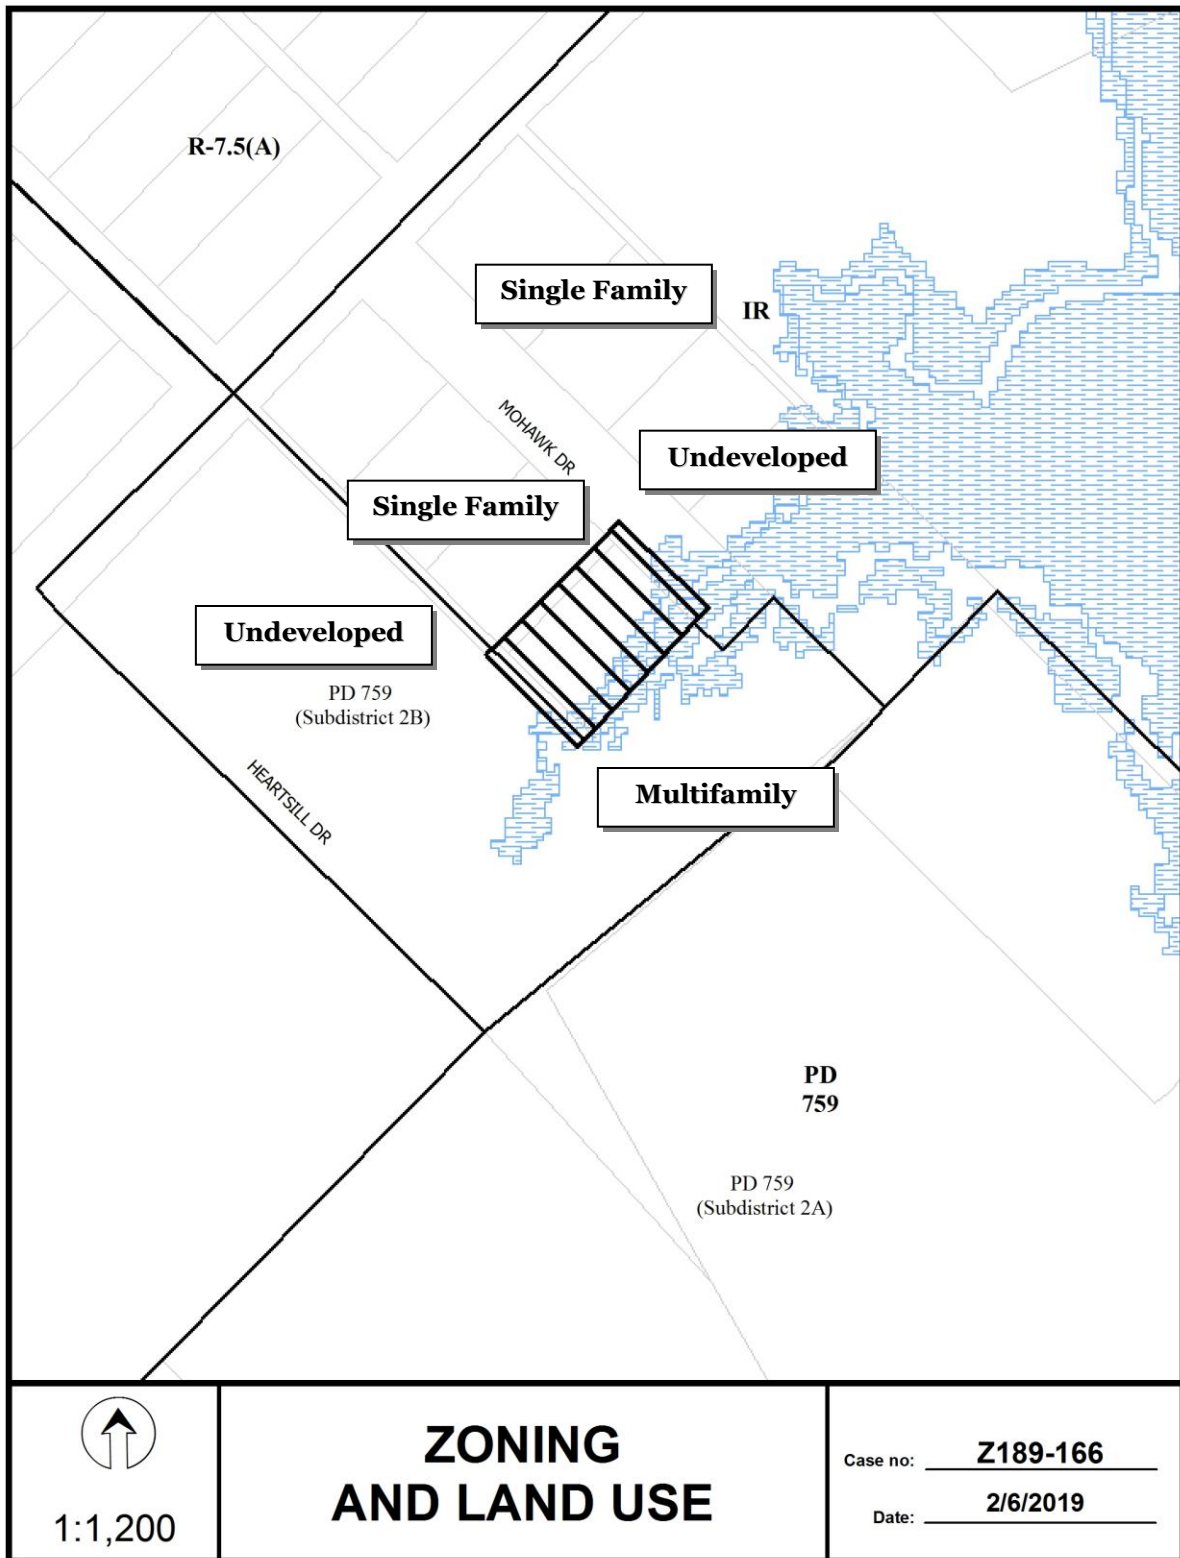 R-7.5(A)
Single Family
IR
MOHAWK DR
Undeveloped
Single Family
Undeveloped
PD 759
(Subdistrict 2B)
HEARTSILL DR
Multifamily
PD
759
PD 759
(Subdistrict 2A)
1:1,200
ZONING
AND LAND USE
Case no: Z189-166
Date: 2/6/2019